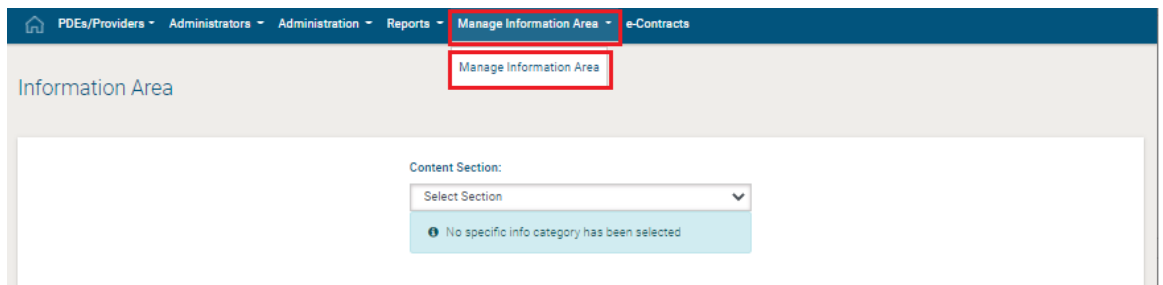 PDEs/Providers Administrators Administration Reports Manage Information Area e-Contracts
Manage Information Area
Information Area
Content Section:
Select Section
No specific info category has been selected